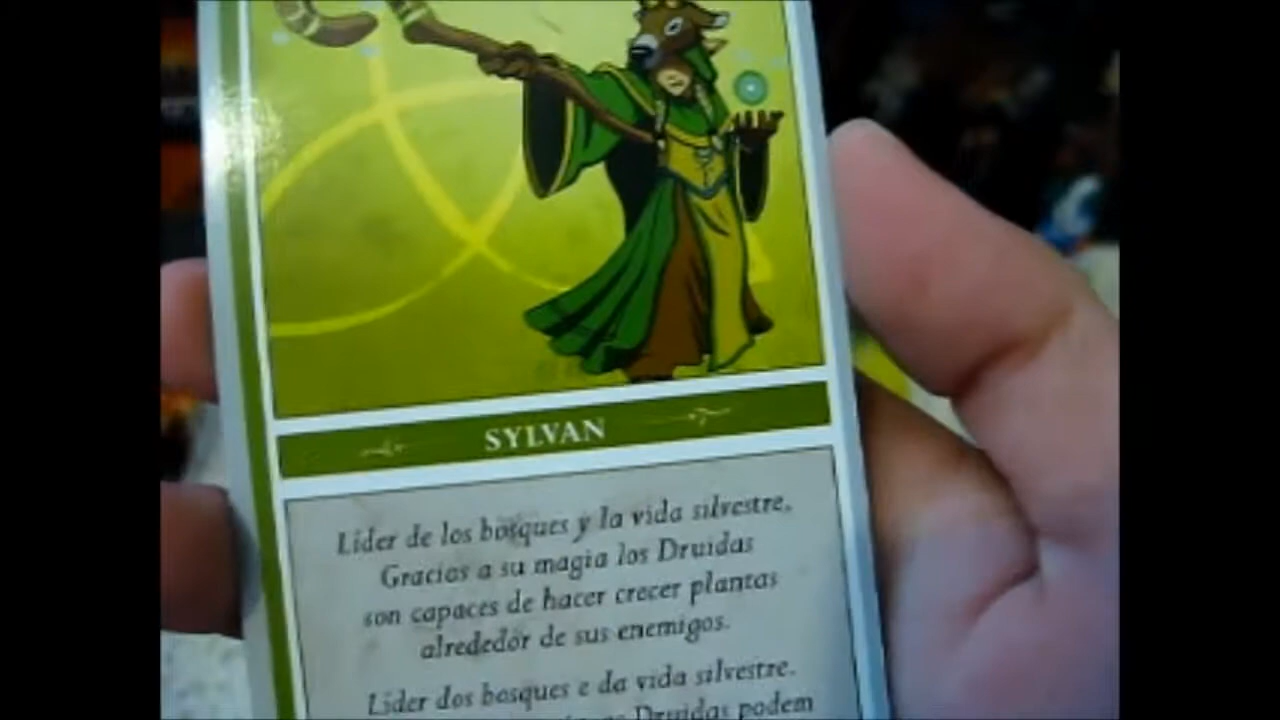 SYLVAN
Líder de los bosques y la vida silvestre.
Gracias a su magia los Druidas
son capaces de hacer crecer plantas
alrededor de sus enemigos.
Líder dos bosques e da vida silvestre.
Druidas podem